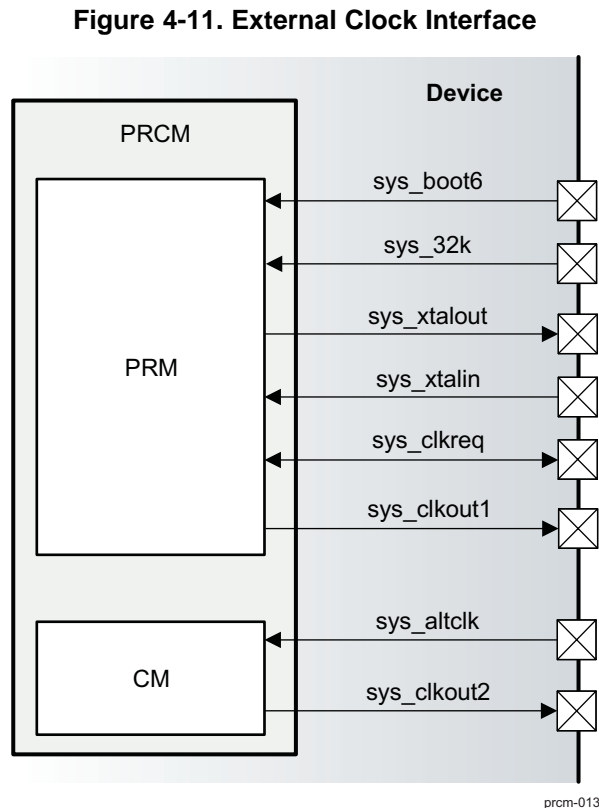 Figure 4-11. External Clock Interface
Device
PRCM
sys_boot6
sys_32k
sys_xtalout
PRM
sys_xtalin
sys_clkreq
sys_clkout1
sys_altclk
CM
sys_clkout2
prcm-013